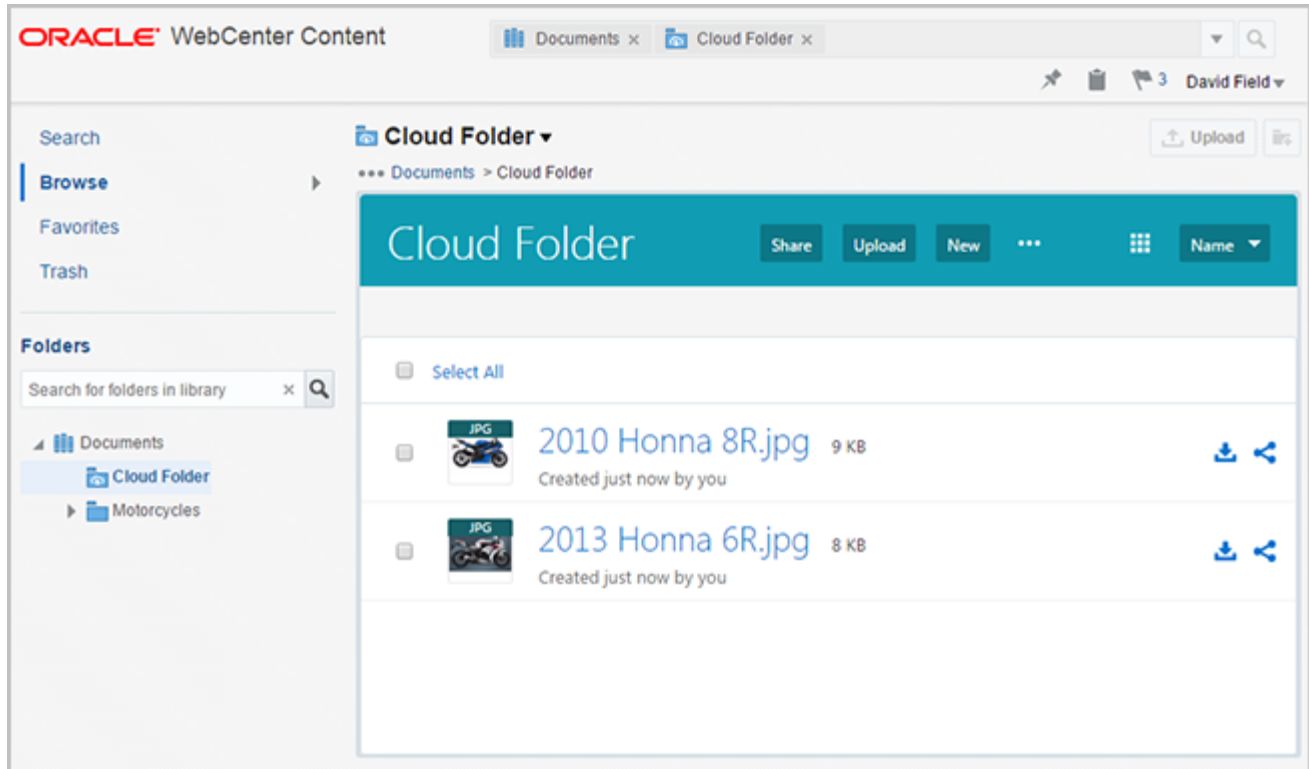 ORACLE® WebCenter Content
Documents × Cloud Folder ×
3 David Field
Search
Browse
Favorites
Trash
Folders
Search for folders in library ×
Documents
Cloud Folder
Motorcycles
Cloud Folder
Upload
Documents > Cloud Folder
Cloud Folder Share Upload New ••• Name
Select All
JPG
2010 Honna 8R.jpg 9 KB
Created just now by you
JPG
2013 Honna 6R.jpg 8 KB
Created just now by you